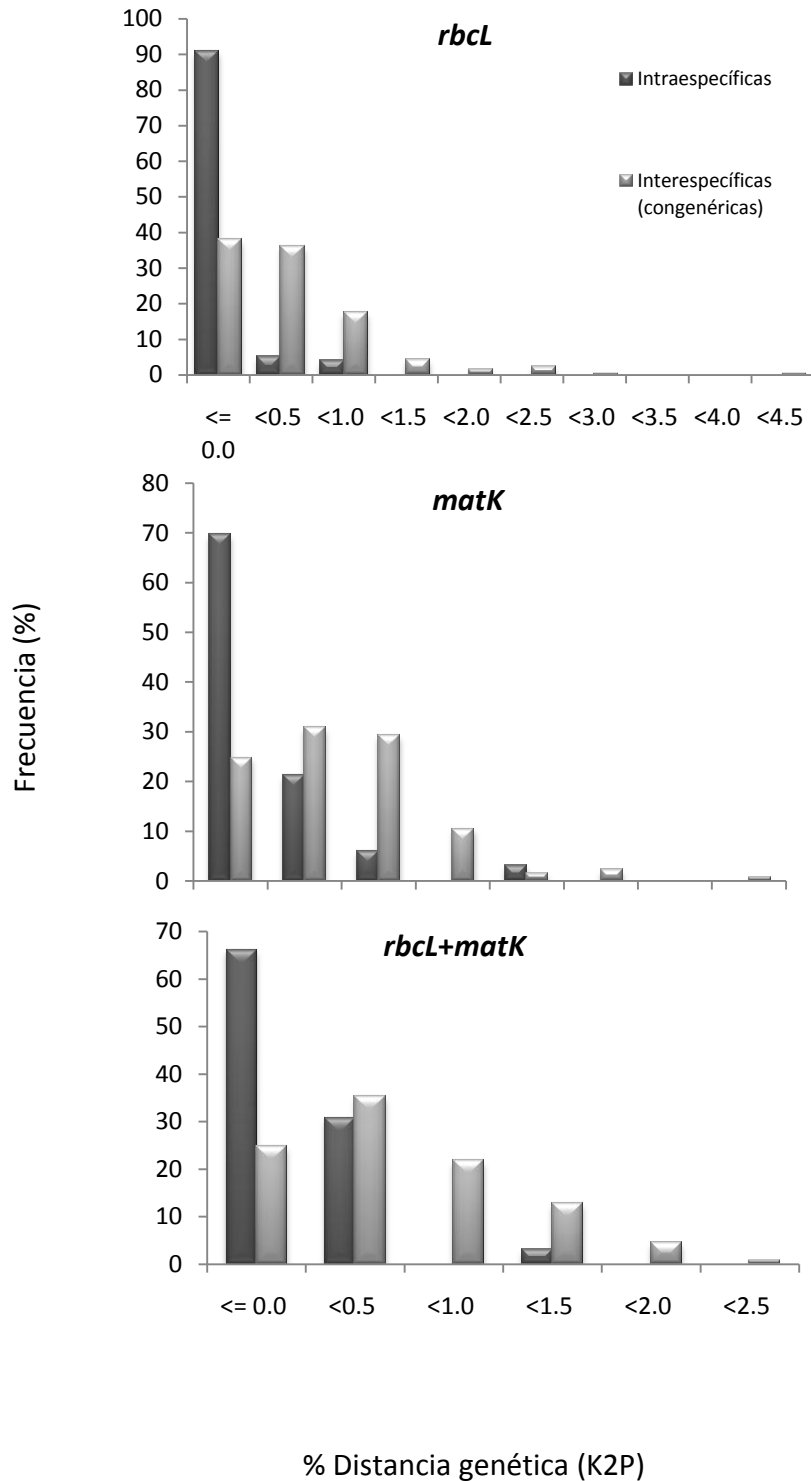 rbcL
100
90
80
70
60
50
40
30
20
10
0
Intraespecíficas
Interespecíficas
(congenéricas)
<= <0.5 <1.0 <1.5 <2.0 <2.5 <3.0 <3.5 <4.0 <4.5
0.0
matK
80
70
60
50
40
30
20
10
0
Frecuencia (%)
rbcL+matK
70
60
50
40
30
20
10
0
<= 0.0 <0.5 <1.0 <1.5 <2.0 <2.5
% Distancia genética (K2P)